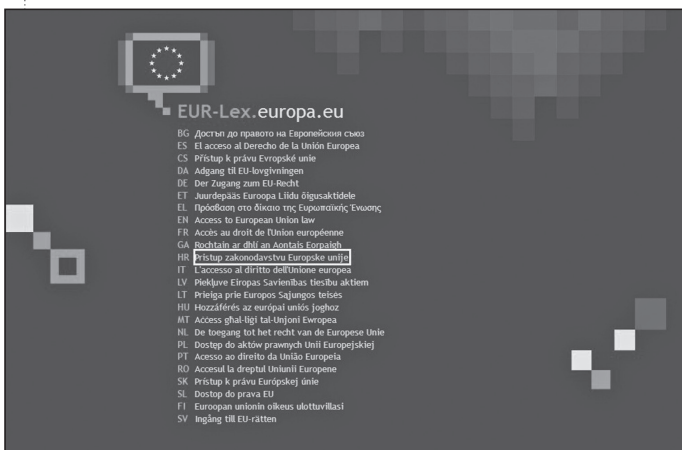 EUR-Lex.europa.eu
BG Достъп до правото на Европейския съюз
ES El acceso al Derecho de la Unión Europea
CS Přístup k právu Evropské unie
DA Adgang til EU-lovgivningen
DE Der Zugang zum EU-Recht
ET Juurdepääs Euroopa Liidu õigusaktidele
EL Πρόσβαση στο δίκαιο της Ευρωπαϊκής Ένωσης
EN Access to European Union law
FR Accès au droit de l'Union européenne
GA Rochtain ar dhlí an Aontais Eorpaigh
HR Pristup zakonodavstvu Europske unije
IT L'accesso al diritto dell'Unione europea
LV Piekļuve Eiropas Savienības tiesību aktiem
LT Prieiga prie Europos Sąjungos teisės
HU Hozzáférés az európai uniós joghoz
MT Aċċess għal-liġi tal-Unjoni Ewropea
NL De toegang tot het recht van de Europese Unie
PL Dostęp do aktów prawnych Unii Europejskiej
PT Acesso ao direito da União Europeia
RO Accesul la dreptul Uniunii Europene
SK Prístup k právu Európskej únie
SL Dostop do prava EU
FI Euroopan unionin oikeus ulottuvillasi
SV Ingång till EU-rätten